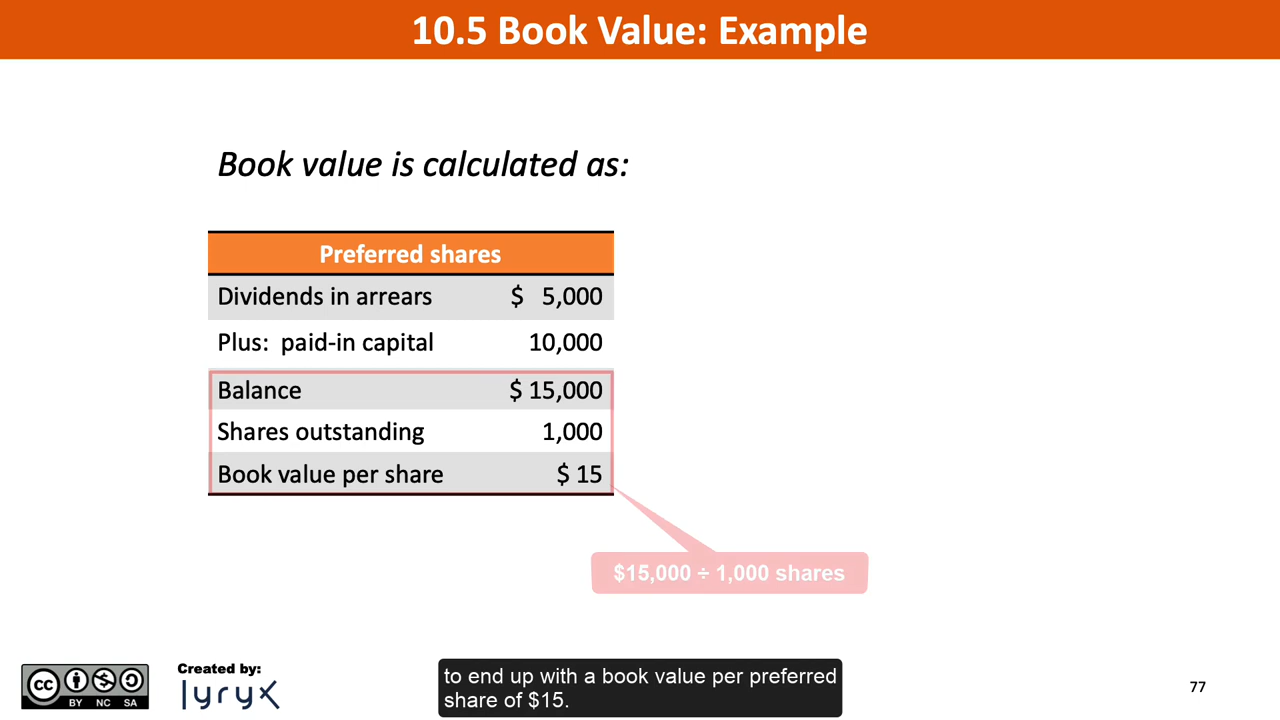 10.5 Book Value: Example
Book value is calculated as:
Preferred shares
Dividends in arrears $ 5,000
Plus: paid-in capital 10,000
Balance $ 15,000
Shares outstanding 1,000
Book value per share $ 15
$15,000 ÷ 1,000 shares
cc BY NC SA
Created by:
lyryx
to end up with a book value per preferred
share of $15.
77